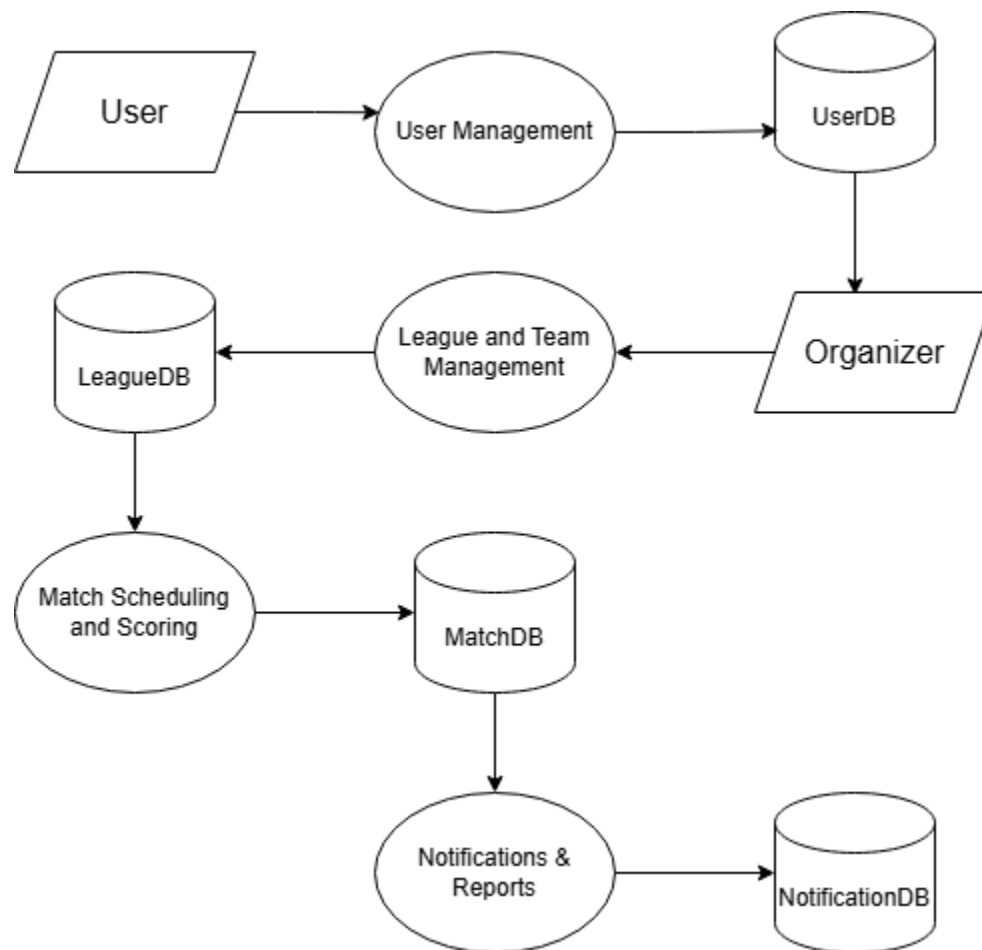 User
User Management
UserDB
LeagueDB
League and Team
Management
Organizer
Match Scheduling
and Scoring
MatchDB
Notifications &
Reports
NotificationDB